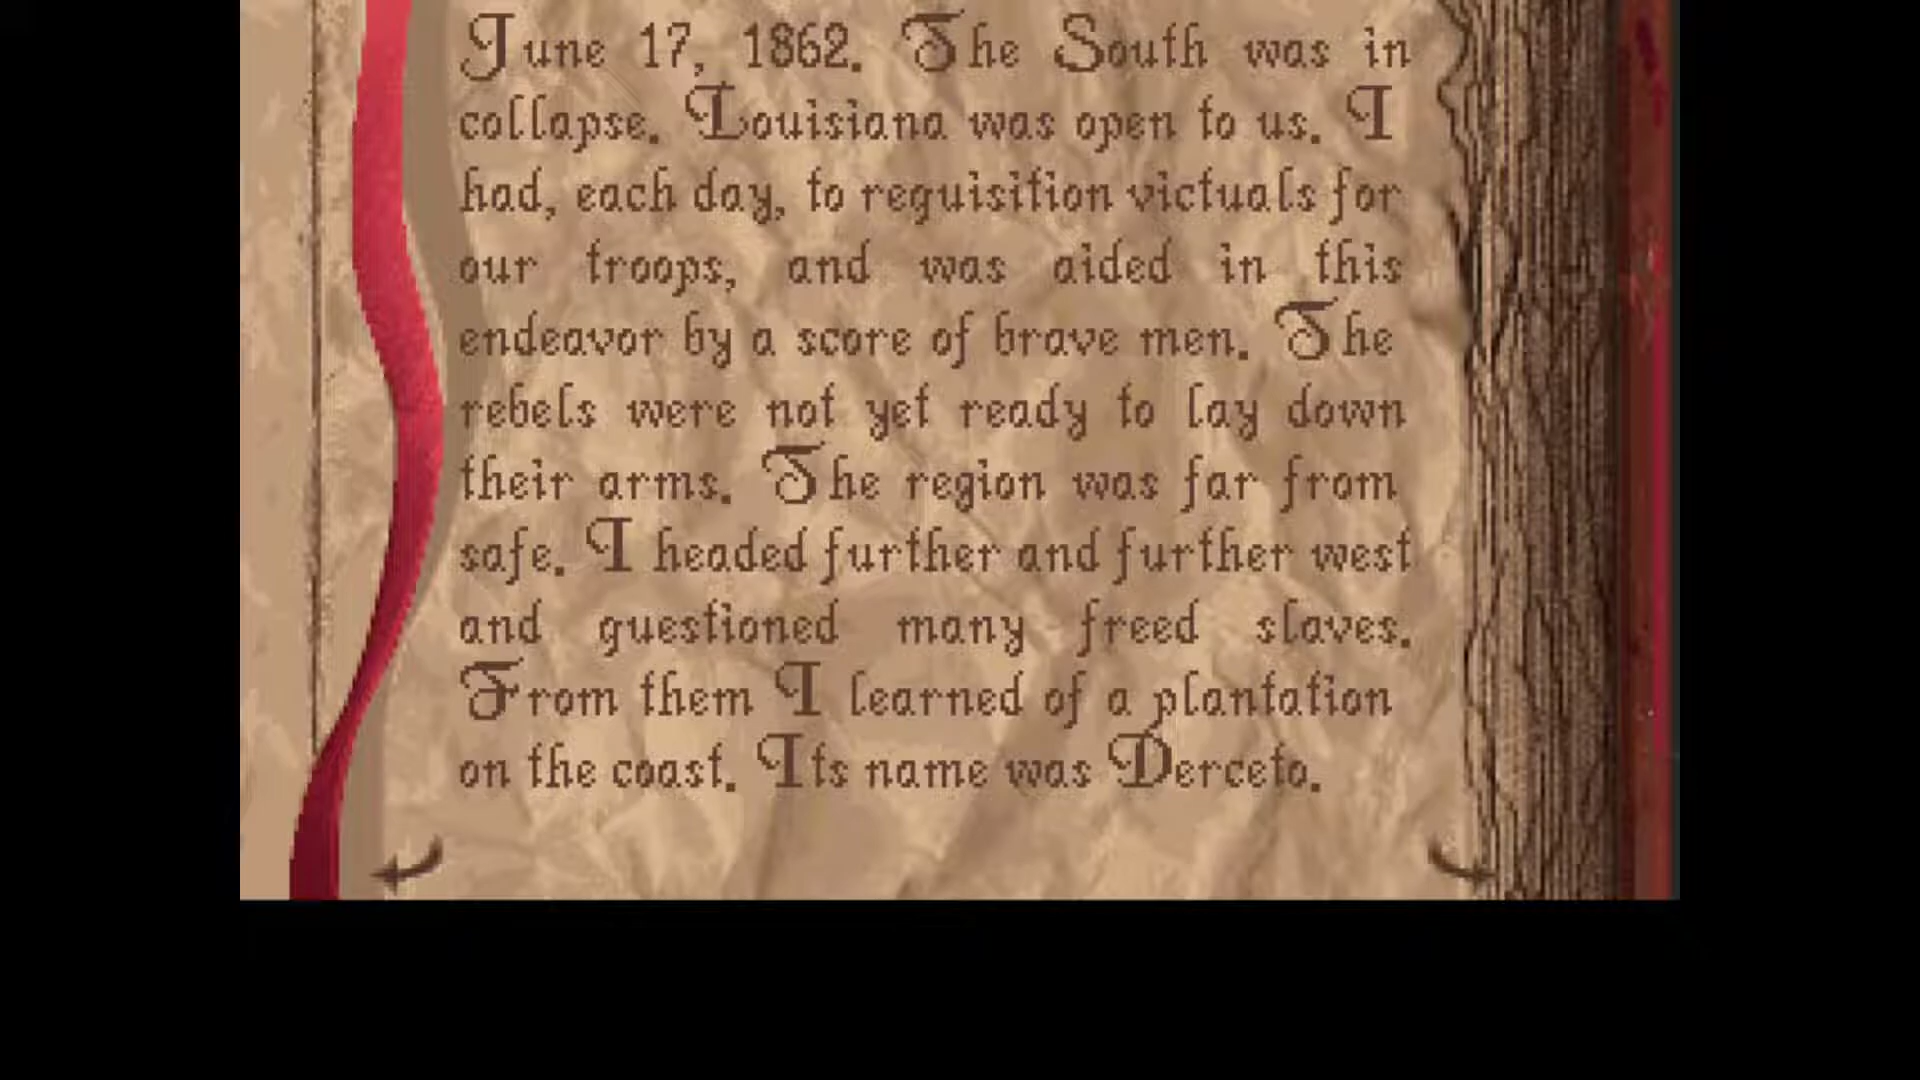 June 17, 1862. The South was in
collapse. Louisiana was open to us. I
had, each day, to requisition victuals for
our troops, and was aided in this
endeavor by a score of brave men. The
rebels were not yet ready to lay down
their arms. The region was far from
safe. I headed further and further west
and questioned many freed slaves.
From them I learned of a plantation
on the coast. Its name was Derceto.